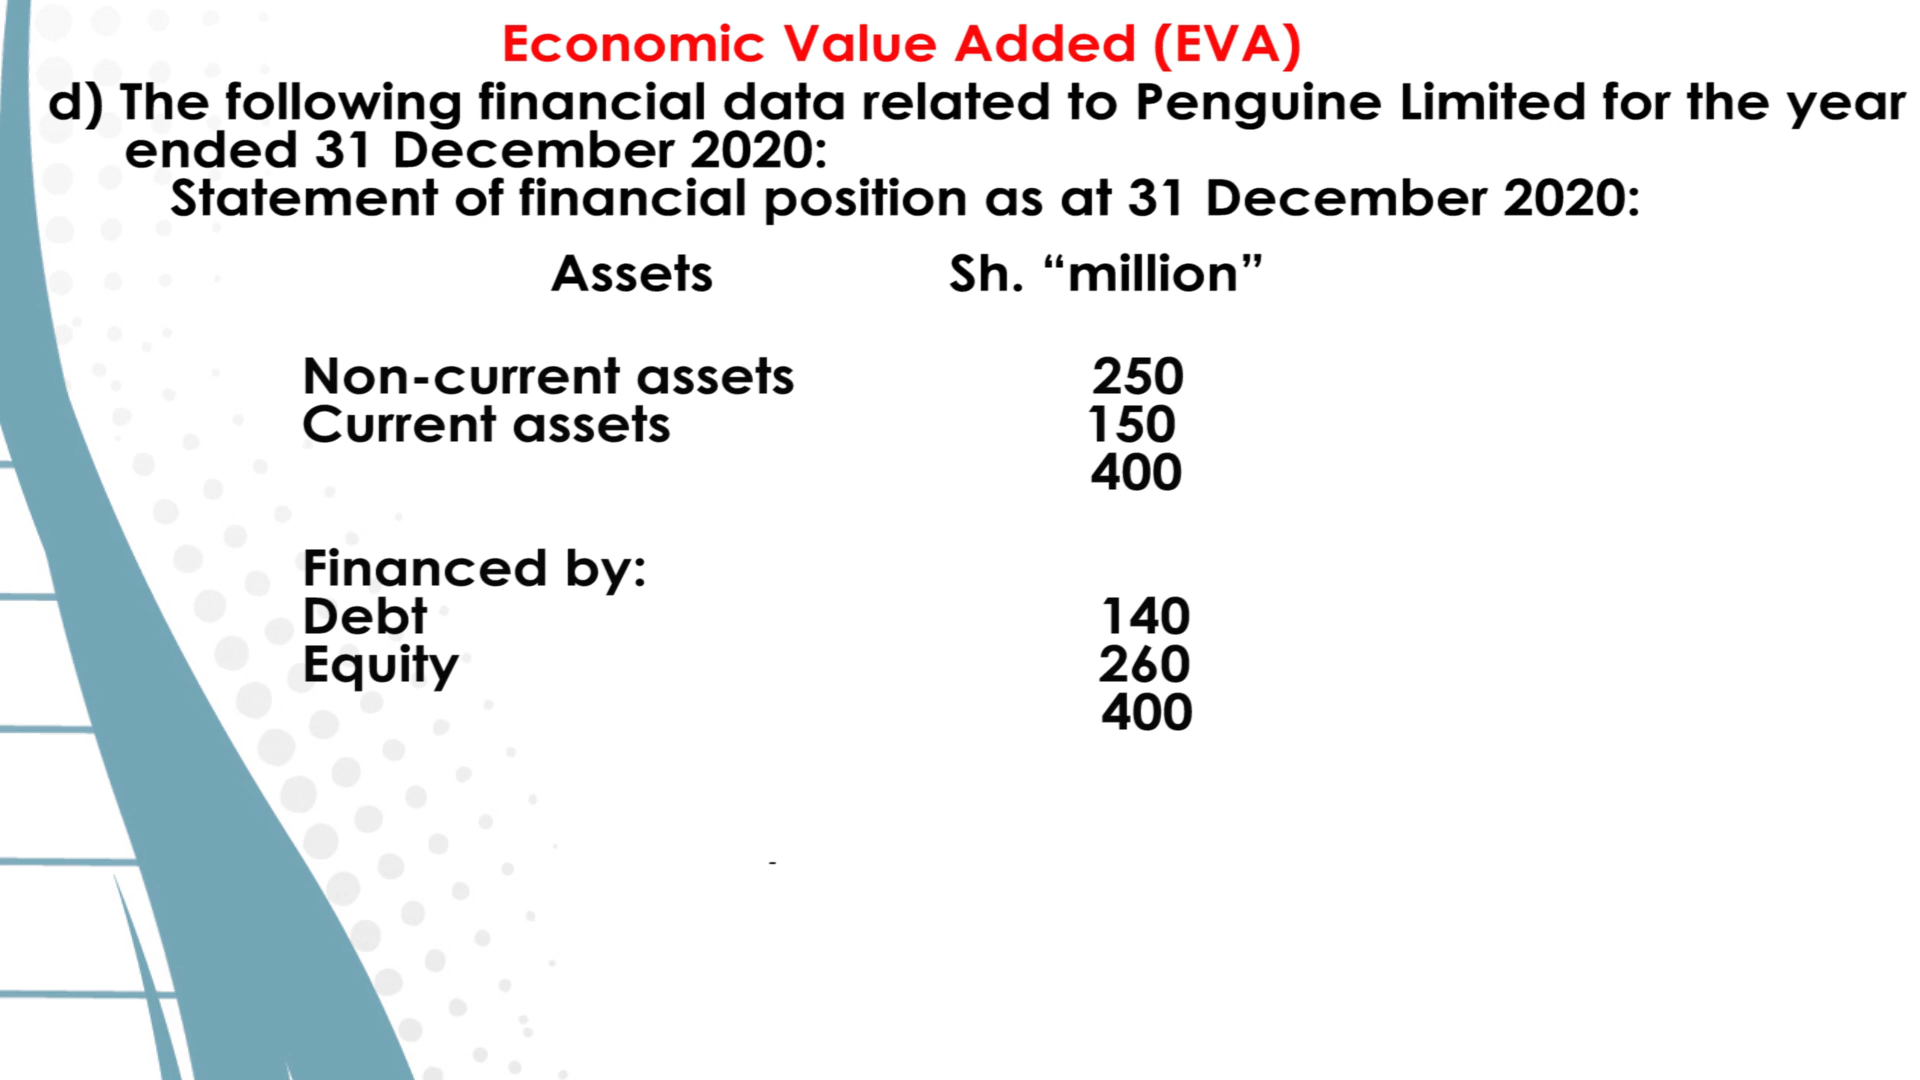 Economic Value Added (EVA)
d) The following financial data related to Penguine Limited for the year
ended 31 December 2020:
Statement of financial position as at 31 December 2020:
Assets Sh. “million”
Non-current assets 250
Current assets 150
400
Financed by:
Debt 140
Equity 260
400
-